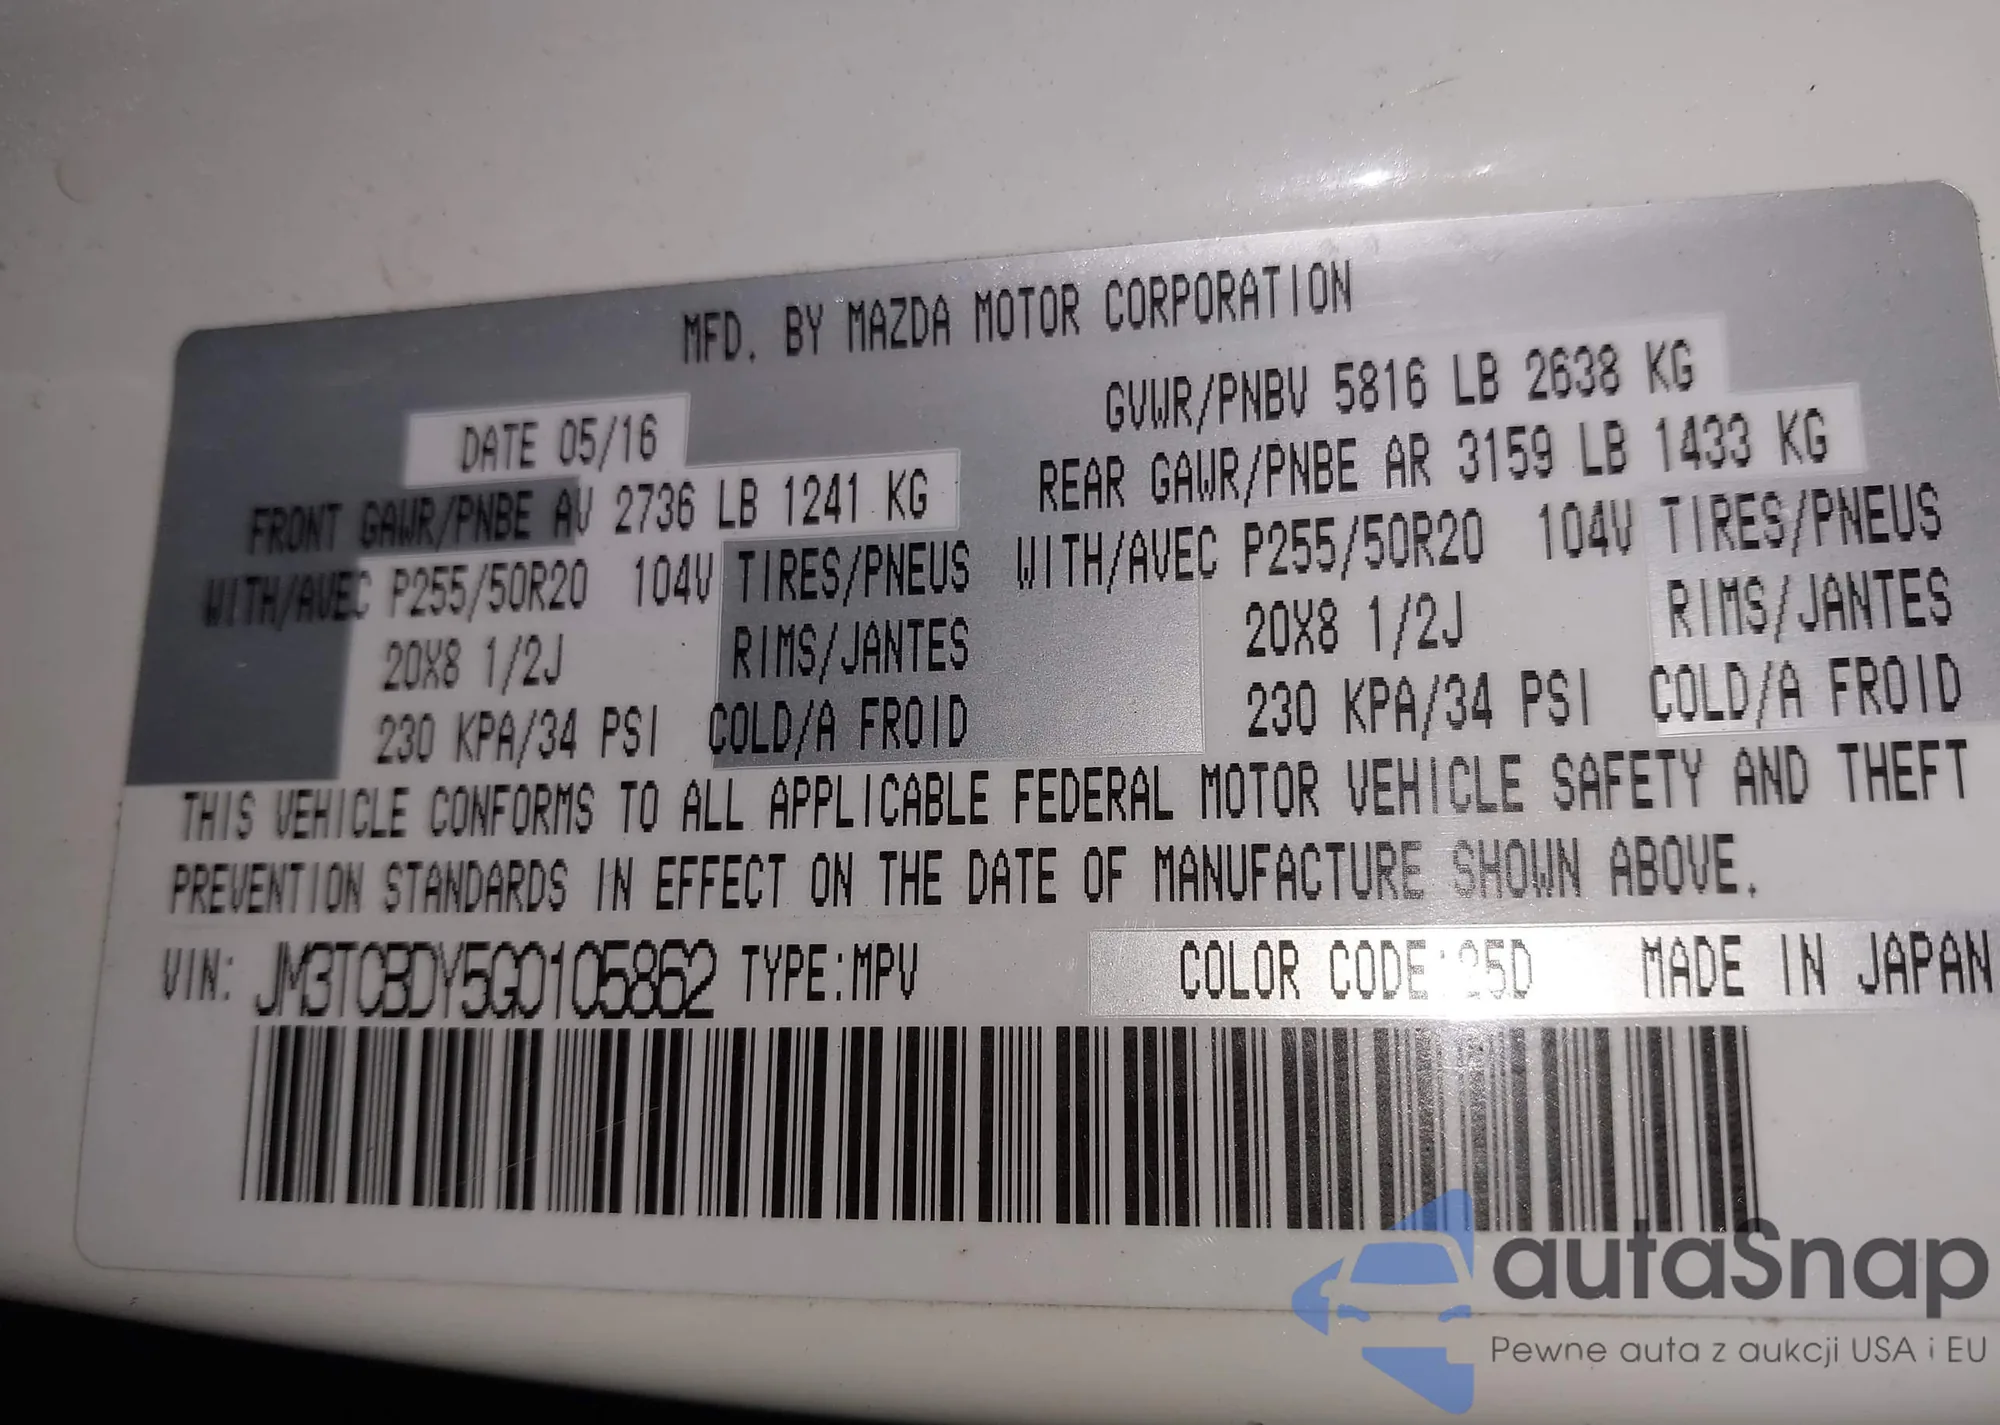 MFD. BY MAZDA MOTOR CORPORATION
DATE 05/16 GVWR/PNBV 5816 LB 2638 KG
FRONT GAWR/PNBE AV 2736 LB 1241 KG REAR GAWR/PNBE AR 3159 LB 1433 KG
WITH/AVEC P255/50R20 104V TIRES/PNEUS WITH/AVEC P255/50R20 104V TIRES/PNEUS
20X8 1/2J RIMS/JANTES 20X8 1/2J RIMS/JANTES
230 KPA/34 PSI COLD/A FROID 230 KPA/34 PSI COLD/A FROID
THIS VEHICLE CONFORMS TO ALL APPLICABLE FEDERAL MOTOR VEHICLE SAFETY AND THEFT
PREVENTION STANDARDS IN EFFECT ON THE DATE OF MANUFACTURE SHOWN ABOVE.
VIN: JM3TCBDY5G0105862 TYPE:MPV COLOR CODE:25D MADE IN JAPAN
autaSnap
Pewne auta z aukcji USA i EU